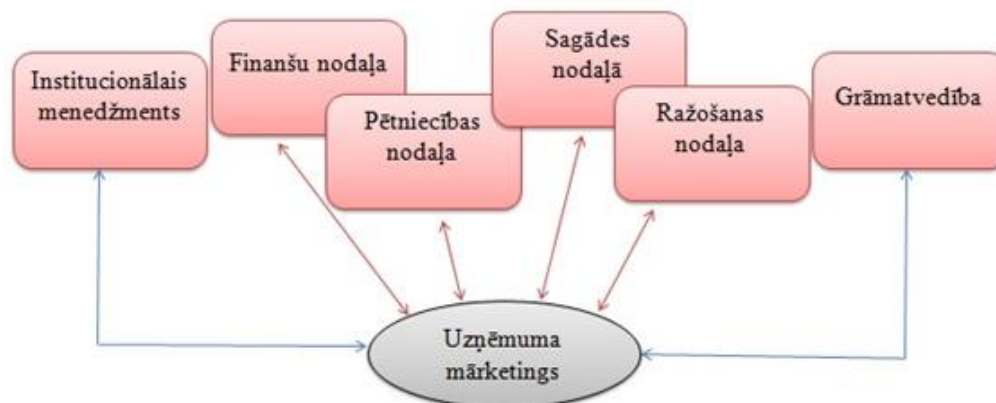 Institucionālais
menedžments
Finanšu nodaļa
Pētniecības
nodaļa
Sagādes
nodaļā
Ražošanas
nodaļa
Grāmatvedība
Uzņēmuma
mārketings